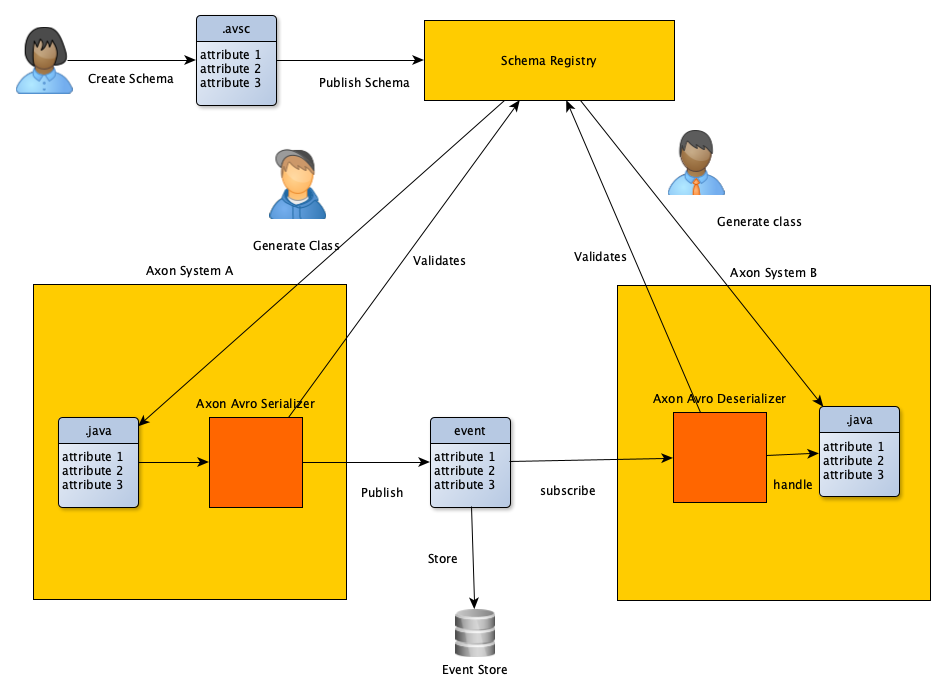 .avsc
attribute 1
attribute 2
attribute 3
Create Schema
Publish Schema
Schema Registry
Generate Class
Validates
Validates
Generate class
Axon System A
Axon System B
Axon Avro Serializer
.java
attribute 1
attribute 2
attribute 3
Publish
event
attribute 1
attribute 2
attribute 3
subscribe
Axon Avro Deserializer
handle
.java
attribute 1
attribute 2
attribute 3
Store
Event Store